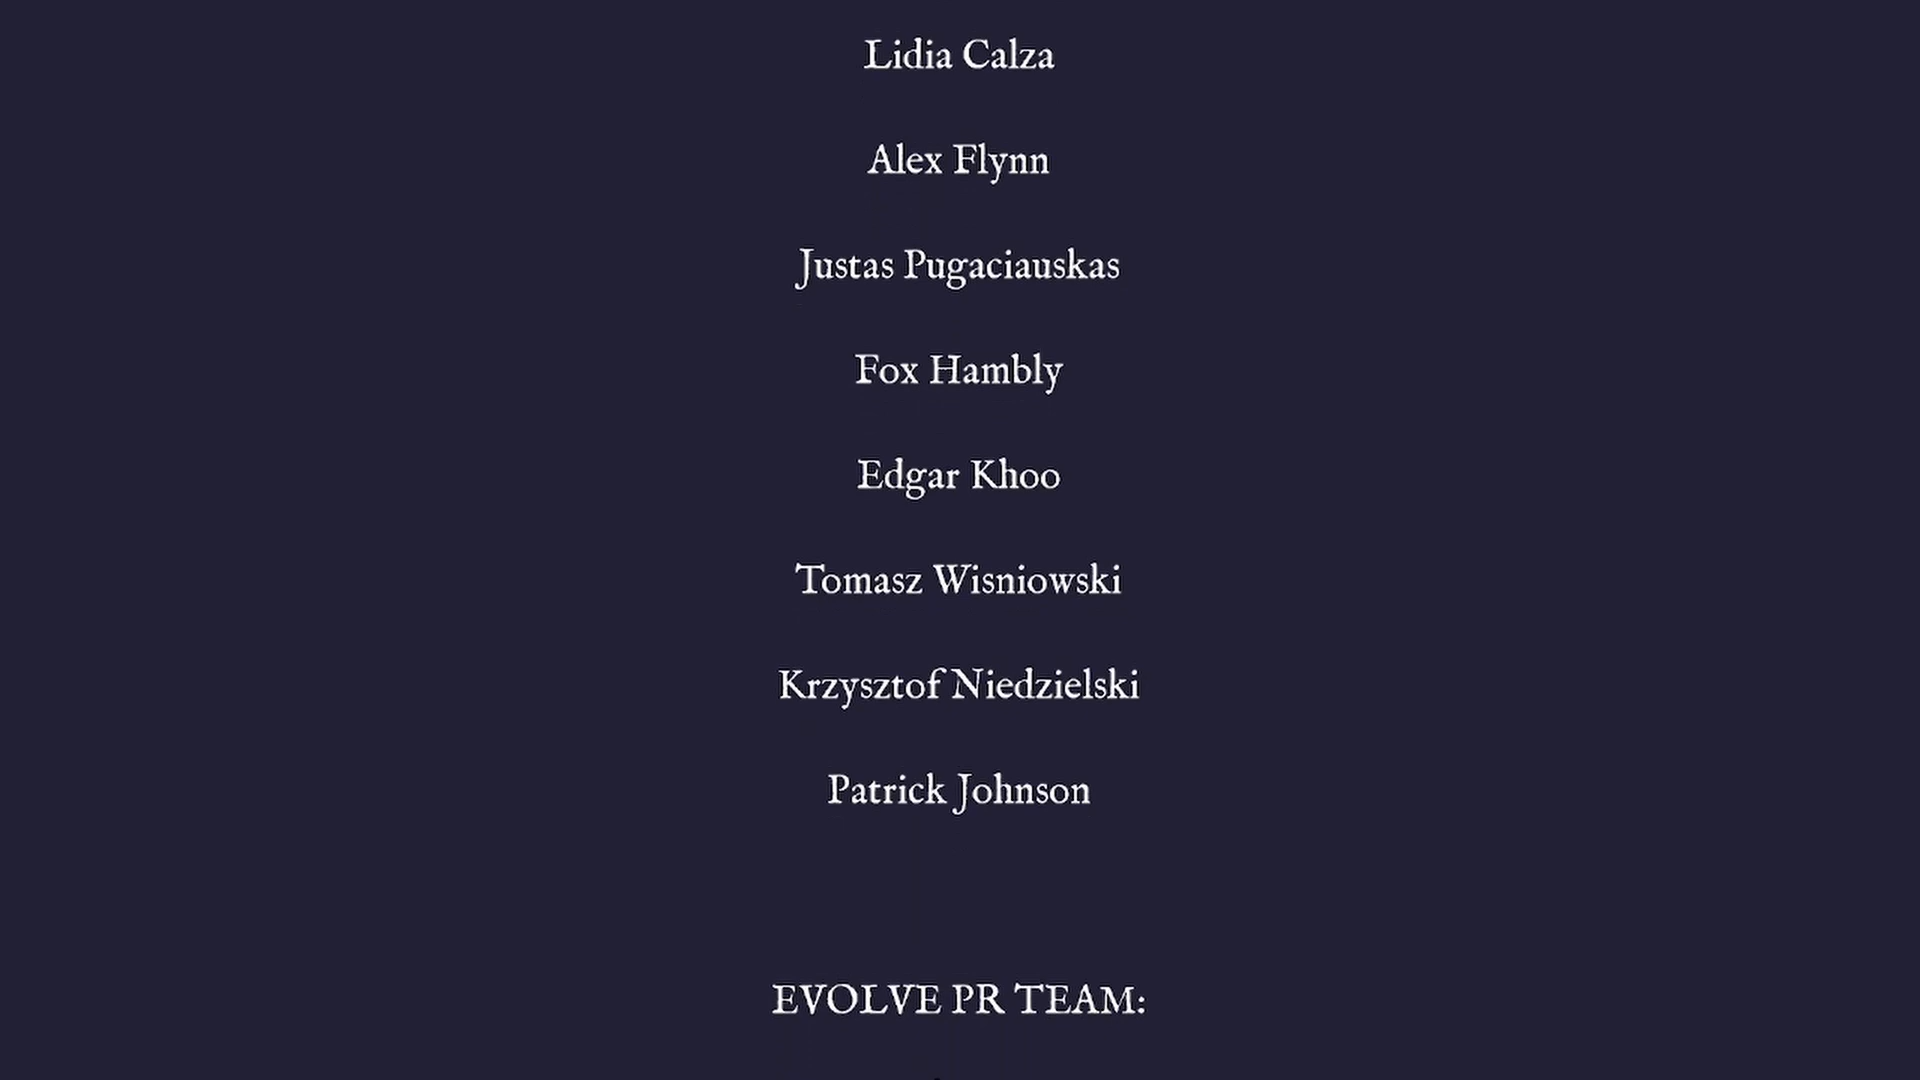 Lidia Calza
Alex Flynn
Justas Pugaciauskas
Fox Hambly
Edgar Khoo
Tomasz Wisniowski
Krzysztof Niedzielski
Patrick Johnson
EVOLVE PR TEAM: